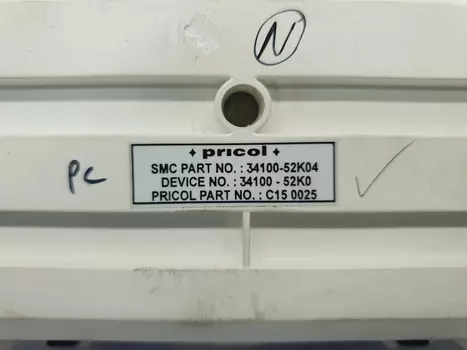 N
pricol
SMC PART NO. : 34100-52K04
DEVICE NO. : 34100 - 52K0
PRICOL PART NO. : C15 0025
PC